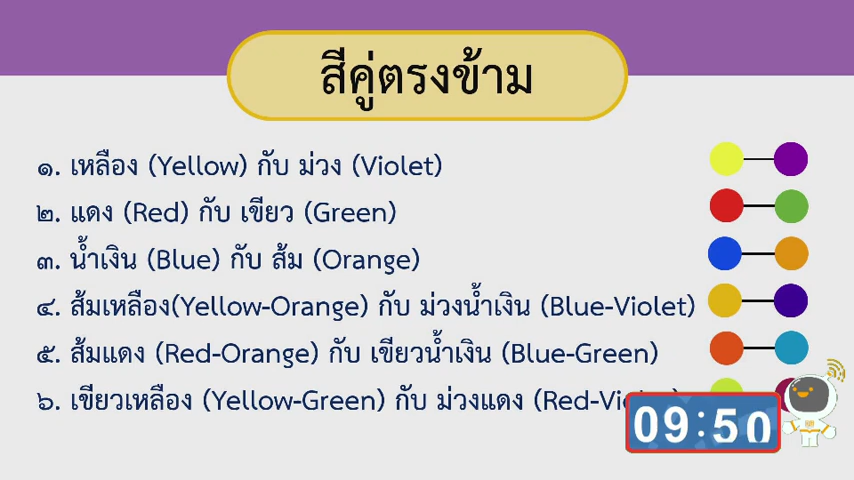 สีคู่ตรงข้าม
๑. เหลือง (Yellow) กับ ม่วง (Violet)
๒. แดง (Red) กับ เขียว (Green)
๓. น้ำเงิน (Blue) กับ ส้ม (Orange)
๔. ส้มเหลือง(Yellow-Orange) กับ ม่วงน้ำเงิน (Blue-Violet)
๕. ส้มแดง (Red-Orange) กับ เขียวน้ำเงิน (Blue-Green)
๖. เขียวเหลือง (Yellow-Green) กับ ม่วงแดง
09:50